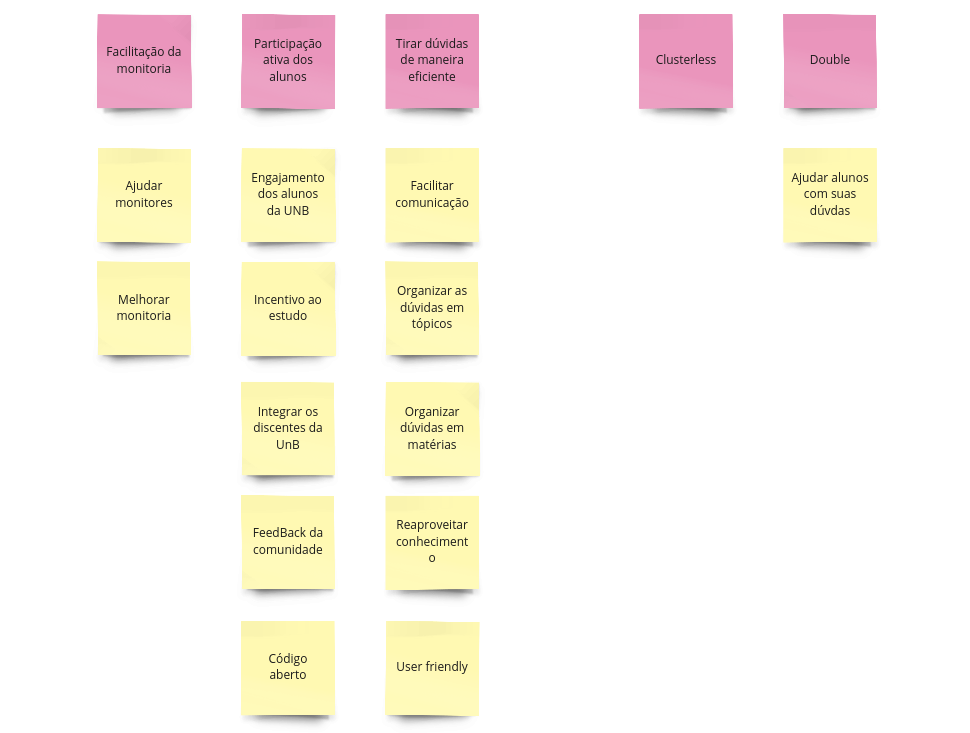 Facilitação da
monitoria
Participação
ativa dos
alunos
Tirar dúvidas
de maneira
eficiente
Clusterless
Double
Ajudar
monitores
Engajamento
dos alunos
da UNB
Facilitar
comunicação
Ajudar alunos
com suas
dúvdas
Melhorar
monitoria
Incentivo ao
estudo
Organizar as
dúvidas em
tópicos
Integrar os
discentes da
UnB
Organizar
dúvidas em
matérias
FeedBack da
comunidade
Reaproveitar
conheciment
o
Código
aberto
User friendly